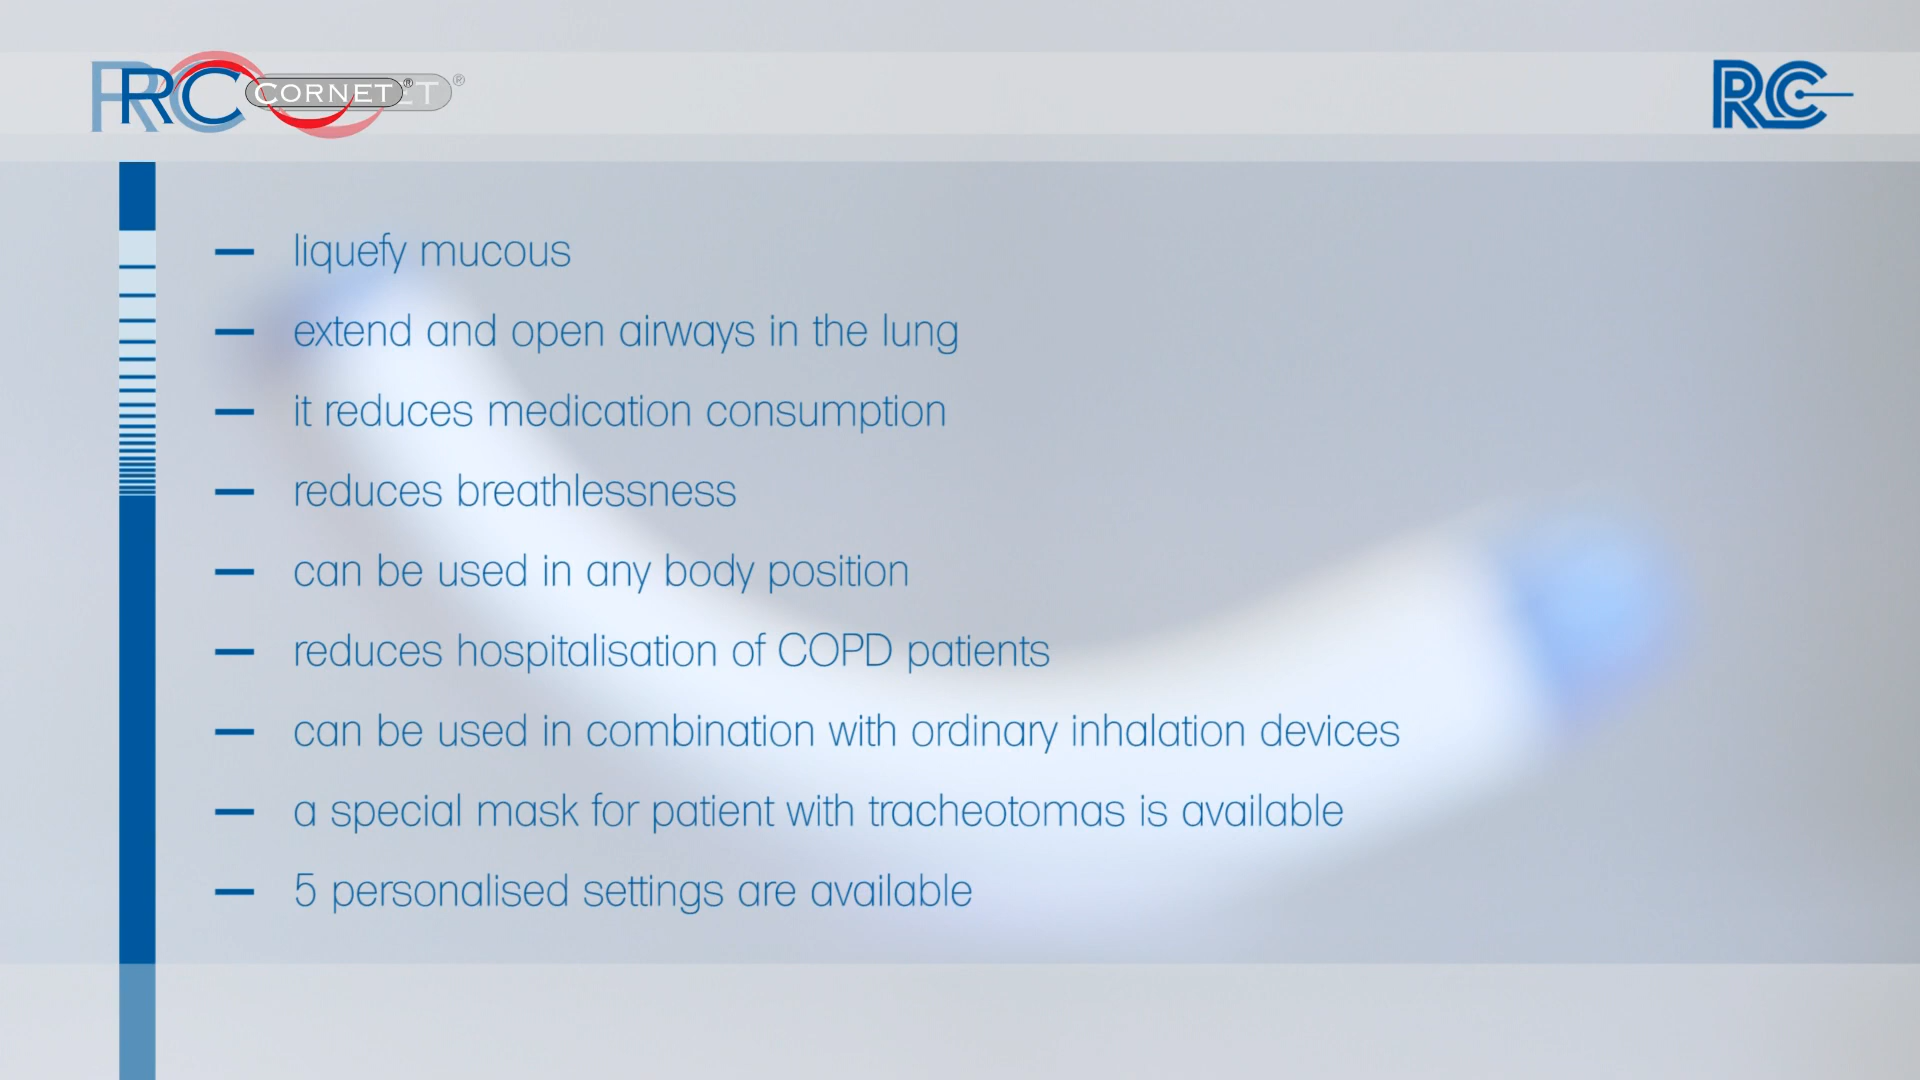 RC CORNET®
RC
liquefy mucous
extend and open airways in the lung
it reduces medication consumption
reduces breathlessness
can be used in any body position
reduces hospitalisation of COPD patients
can be used in combination with ordinary inhalation devices
a special mask for patient with tracheotomas is available
5 personalised settings are available